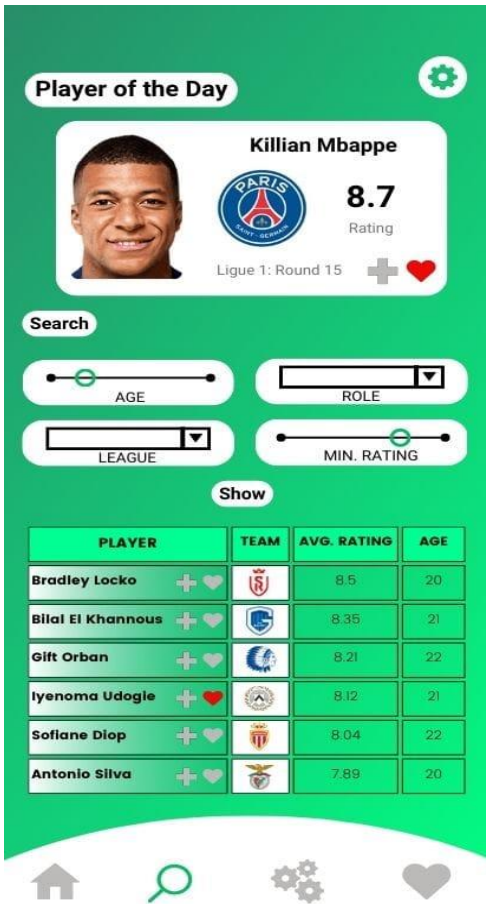 Player of the Day
Killian Mbappe
PARIS
SAINT-GERMAIN
8.7
Rating
Ligue 1: Round 15
Search
AGE
ROLE
LEAGUE
MIN. RATING
Show
PLAYER TEAM AVG. RATING AGE
Bradley Locko 8.5 20
Bilal El Khannous 8.35 21
Gift Orban 8.21 22
Iyenoma Udogie 8.12 21
Sofiane Diop 8.04 22
Antonio Silva 7.89 20